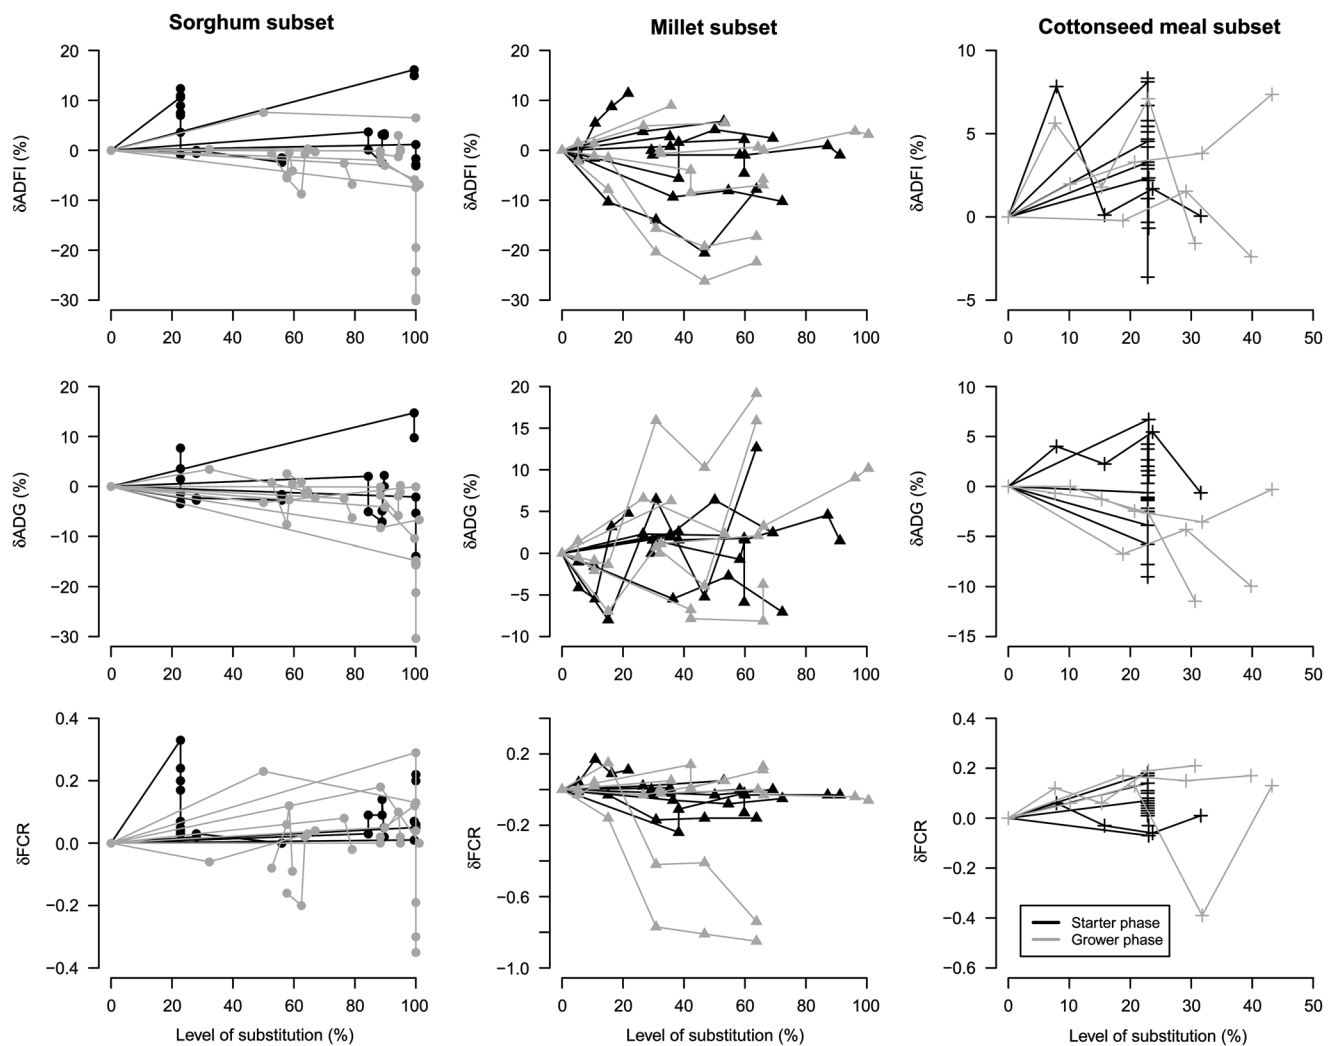 Sorghum subset
Millet subset
Cottonseed meal subset
δADFI (%)
20
10
0
−10
−20
−30
0 20 40 60 80 100
δADFI (%)
20
10
0
−10
−20
−30
0 20 40 60 80 100
δADFI (%)
10
5
0
−5
0 10 20 30 40 50
δADG (%)
20
10
0
−10
−20
−30
0 20 40 60 80 100
δADG (%)
20
15
10
5
0
−5
−10
0 20 40 60 80 100
δADG (%)
10
5
0
−5
−10
−15
0 10 20 30 40 50
δFCR
0.4
0.2
0.0
−0.2
−0.4
0 20 40 60 80 100
Level of substitution (%)
δFCR
0.2
−0.2
−0.6
−1.0
0 20 40 60 80 100
Level of substitution (%)
δFCR
0.4
0.2
0.0
−0.2
−0.4
−0.6
Starter phase
Grower phase
0 10 20 30 40 50
Level of substitution (%)